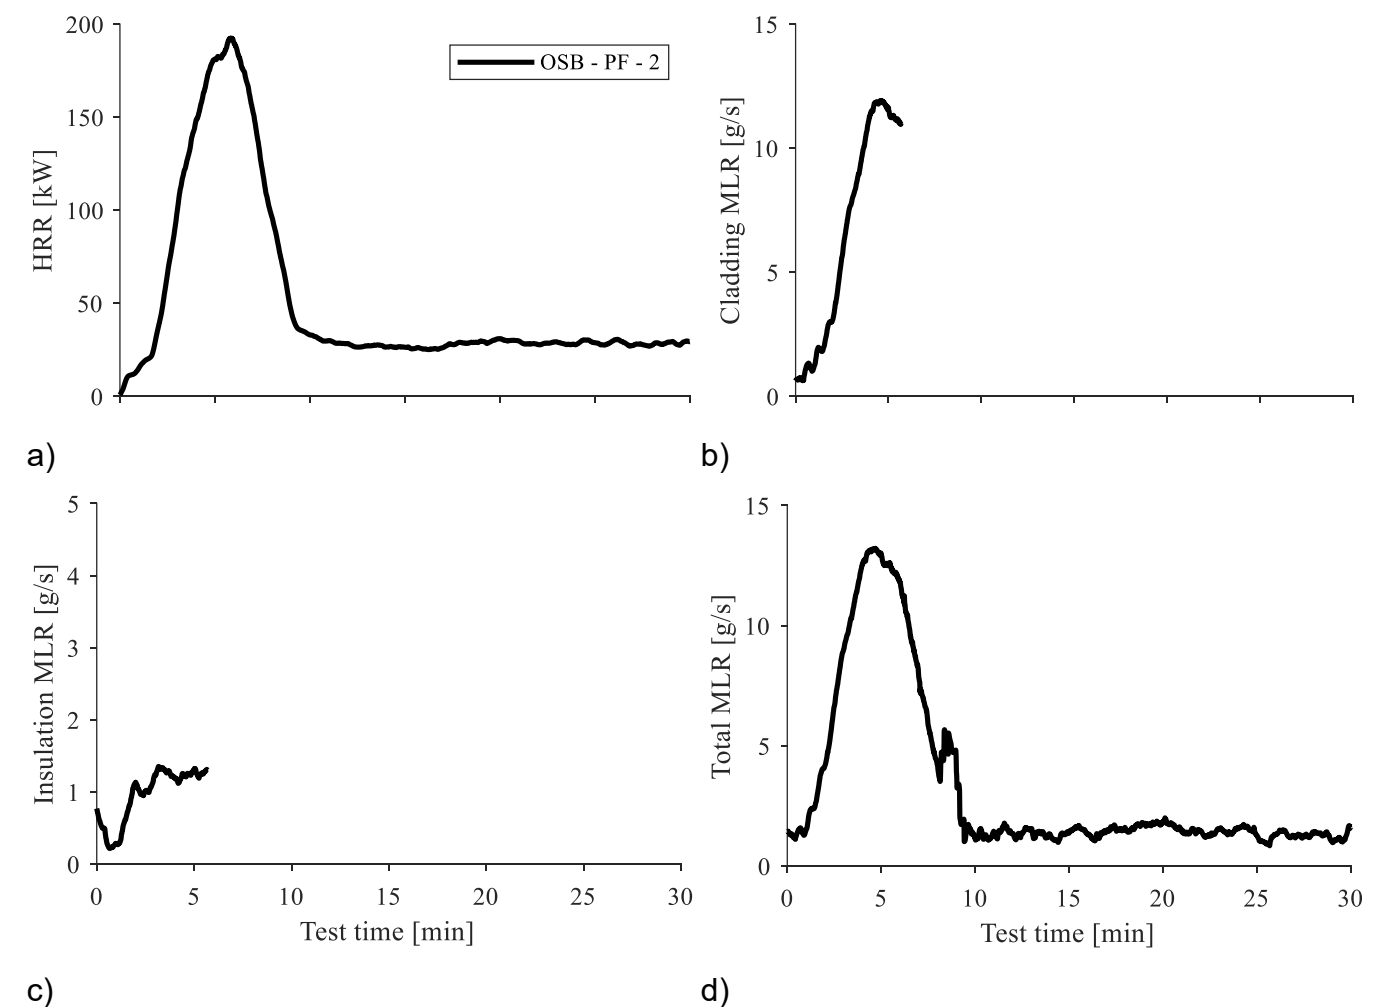 200
150
100
50
0
HRR [kW]
OSB - PF - 2
a)
15
10
5
0
Cladding MLR [g/s]
b)
5
4
3
2
1
0
Insulation MLR [g/s]
0 5 10 15 20 25 30
Test time [min]
c)
15
10
5
0
Total MLR [g/s]
0 5 10 15 20 25 30
Test time [min]
d)